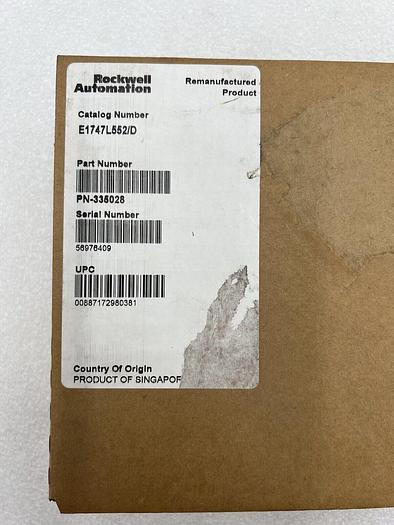 Rockwell
Automation
Remanufactured
Product
Catalog Number
E1747L552/D
Part Number
PN-335028
Serial Number
56976409
UPC
00887172980381
Country Of Origin
PRODUCT OF SINGAPOR